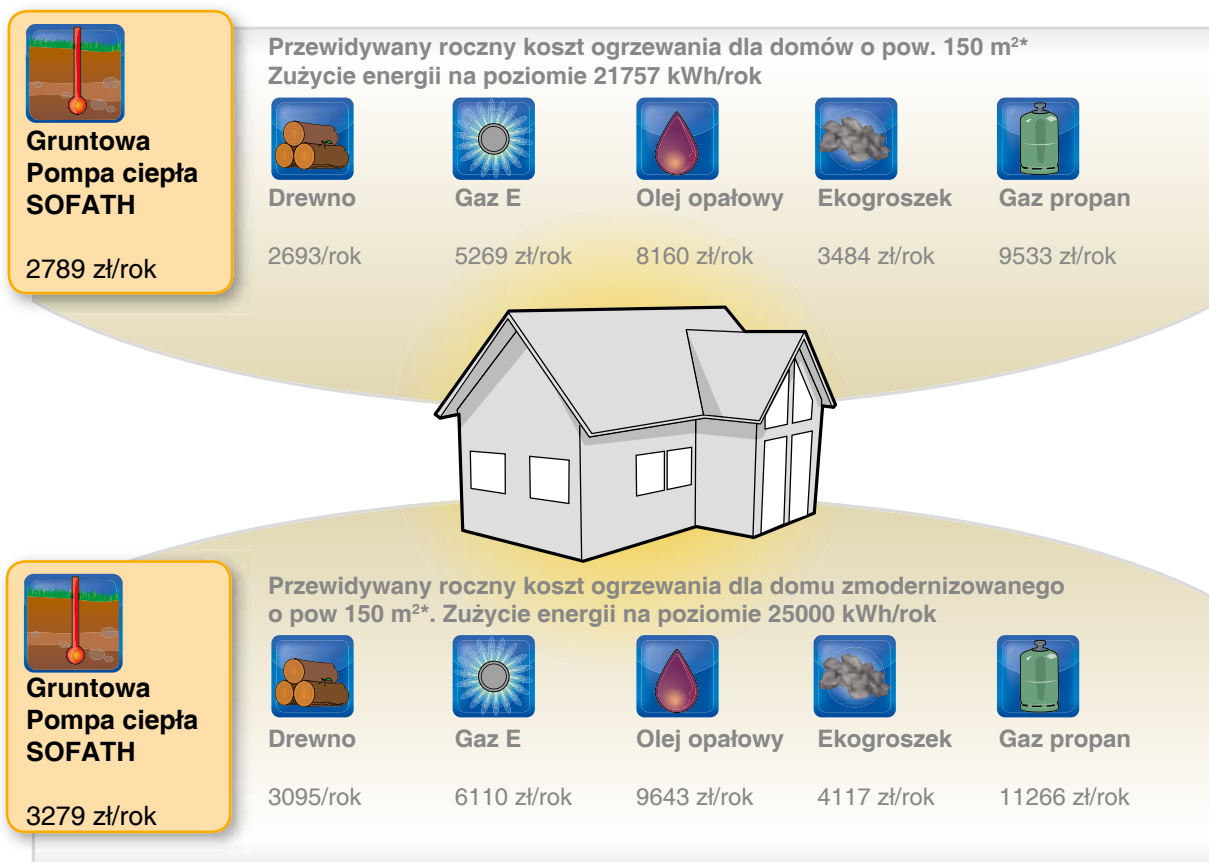 Gruntowa
Pompa ciepła
SOFATH
2789 zł/rok
Przewidywany roczny koszt ogrzewania dla domów o pow. 150 m²*
Zużycie energii na poziomie 21757 kWh/rok
Drewno Gaz E Olej opałowy Ekogroszek Gaz propan
2693/rok 5269 zł/rok 8160 zł/rok 3484 zł/rok 9533 zł/rok
Gruntowa
Pompa ciepła
SOFATH
3279 zł/rok
Przewidywany roczny koszt ogrzewania dla domu zmodernizowanego
o pow 150 m²*. Zużycie energii na poziomie 25000 kWh/rok
Drewno Gaz E Olej opałowy Ekogroszek Gaz propan
3095/rok 6110 zł/rok 9643 zł/rok 4117 zł/rok 11266 zł/rok